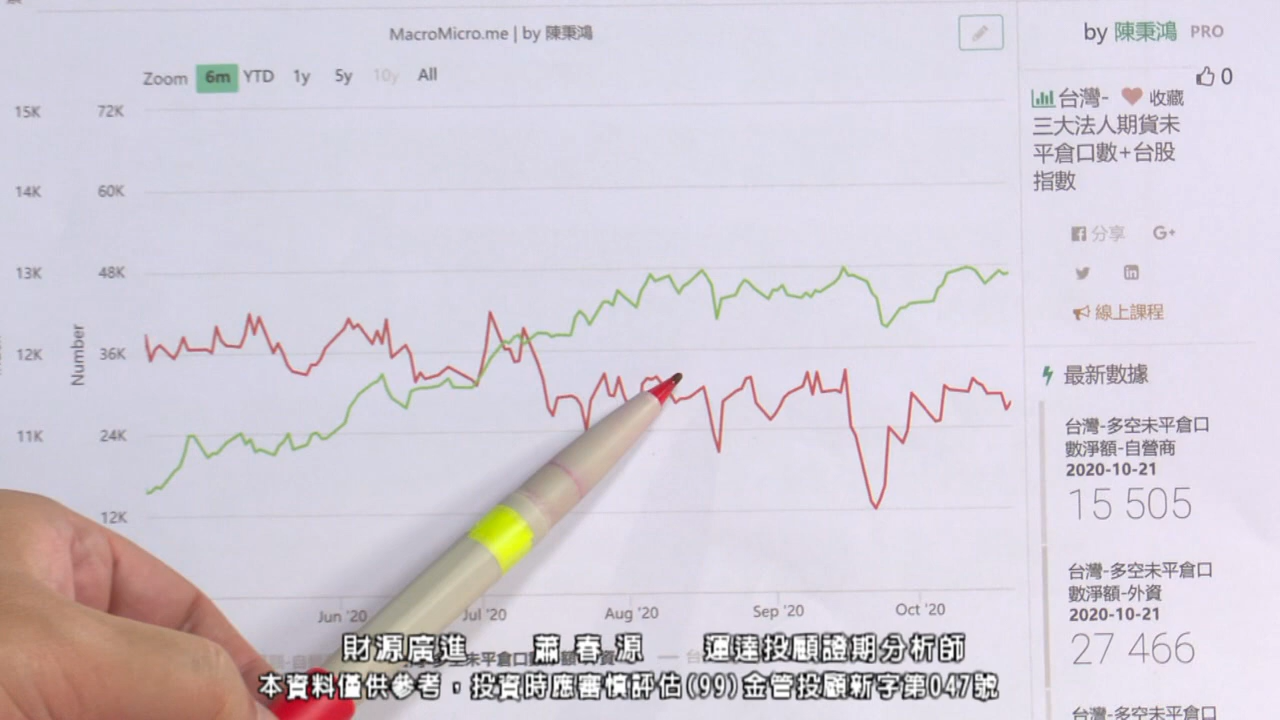 MacroMicro.me | by 陳秉鴻
by 陳秉鴻 PRO
0
Zoom 6m YTD 1y 5y 10y All
台灣- 收藏
三大法人期貨未
平倉口數+台股
指數
分享 G+
線上課程
最新數據
台灣-多空未平倉口
數淨額-自營商
2020-10-21
15 505
台灣-多空未平倉口
數淨額-外資
2020-10-21
27 466
台灣-多空未平倉口
15K 72K
14K 60K
13K 48K
12K 36K
11K 24K
12K
Number
Jun '20 Jul '20 Aug '20 Sep '20 Oct '20
財源廣進 蕭春源 運達投顧證期分析師
本資料僅供參考，投資時應審慎評估(99)金管投顧新字第047號